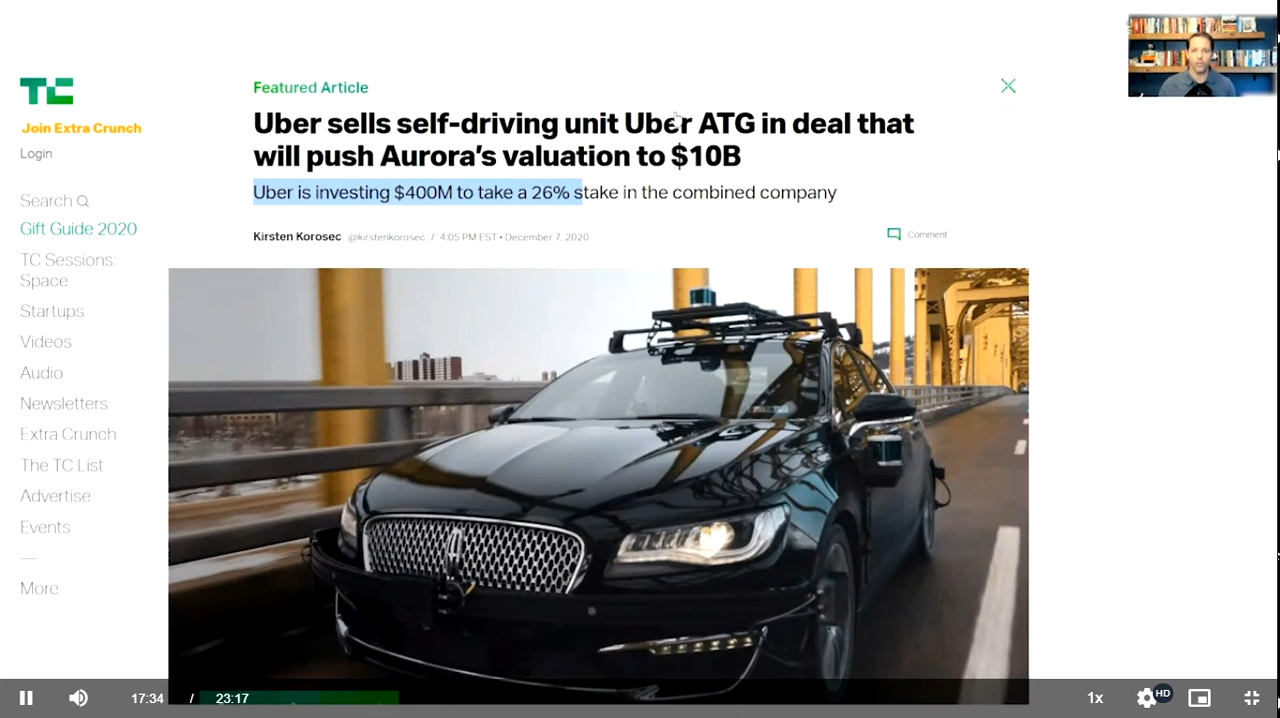 TC
Join Extra Crunch
Login
Search
Gift Guide 2020
TC Sessions:
Space
Startups
Videos
Audio
Newsletters
Extra Crunch
The TC List
Advertise
Events
More
Featured Article
Uber sells self-driving unit Uber ATG in deal that
will push Aurora's valuation to $10B
Uber is investing $400M to take a 26% stake in the combined company
Kirsten Korosec @kirstenkorosec / 4:05 PM EST • December 7, 2020
Comment
17:34 / 23:17
1x
HD